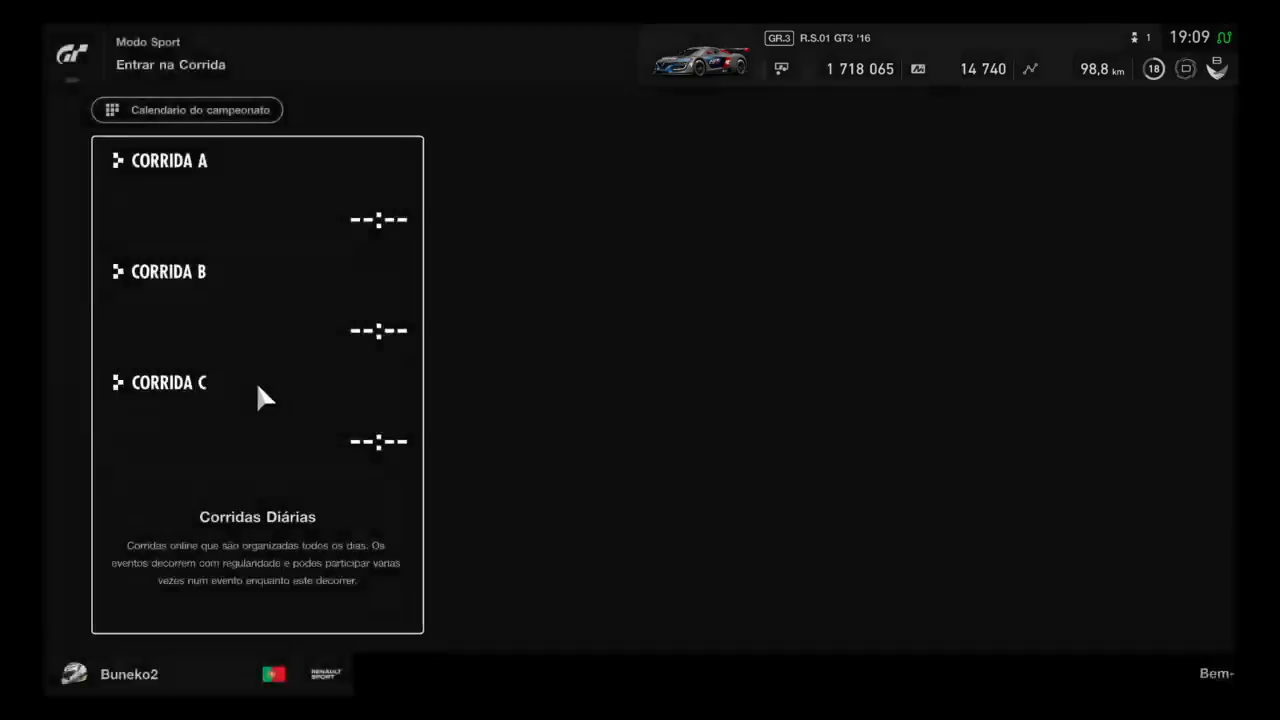 Modo Sport
Entrar na Corrida
GR.3 R.S.01 GT3 '16
1
19:09
1 718 065
14 740
98,8 km
18
Calendario do campeonato
CORRIDA A
--:--
CORRIDA B
--:--
CORRIDA C
--:--
Corridas Diárias
Corridas online que são organizadas todos os dias. Os
eventos decorrem com regularidade e podes participar várias
vezes num evento enquanto este decorrer.
Buneko2
RENAULT
SPORT
Bem-